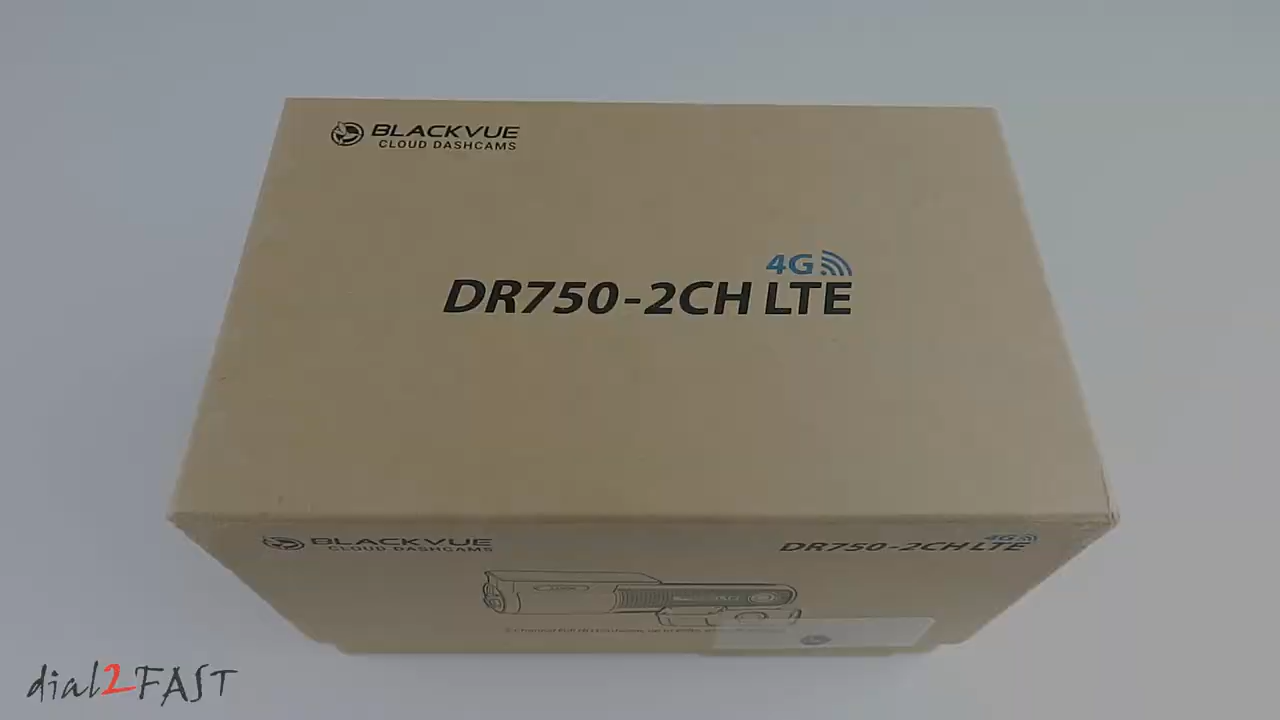 BLACKVUE
CLOUD DASHCAMS
4G
DR750-2CH LTE
BLACKVUE
CLOUD DASHCAMS
4G
DR750-2CH LTE
dial2FAST